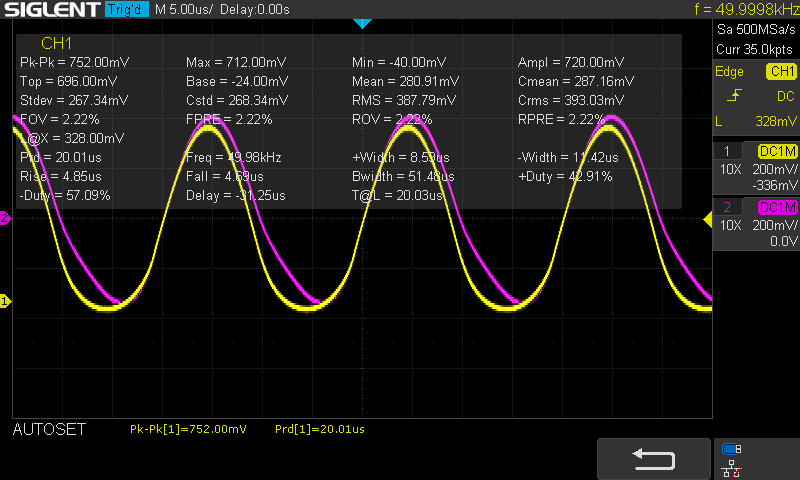 SIGLENT Trig'd M 5.00us/ Delay:0.00s f = 49.9998kHz
Sa 500MSa/s
Curr 35.0kpts
CH1
Pk-Pk = 752.00mV Max = 712.00mV Min = -40.00mV Ampl = 720.00mV
Top = 696.00mV Base = -24.00mV Mean = 280.91mV Cmean = 287.16mV
Stdev = 267.34mV Cstd = 268.34mV RMS = 387.79mV Crms = 393.03mV
FOV = 2.22% FPRE = 2.22% ROV = 2.22% RPRE = 2.22%
L@X = 328.00mV
Prd = 20.01us Freq = 49.98kHz +Width = 8.59us -Width = 11.42us
Rise = 4.85us Fall = 4.69us Bwidth = 51.48us +Duty = 42.91%
-Duty = 57.09% Delay = -31.25us T@L = 20.03us
Edge CH1
DC
L 328mV
1 DC1M
10X 200mV/
-336mV
2 DC1M
10X 200mV/
0.0V
2
1
AUTOSET Pk-Pk[1]=752.00mV Prd[1]=20.01us